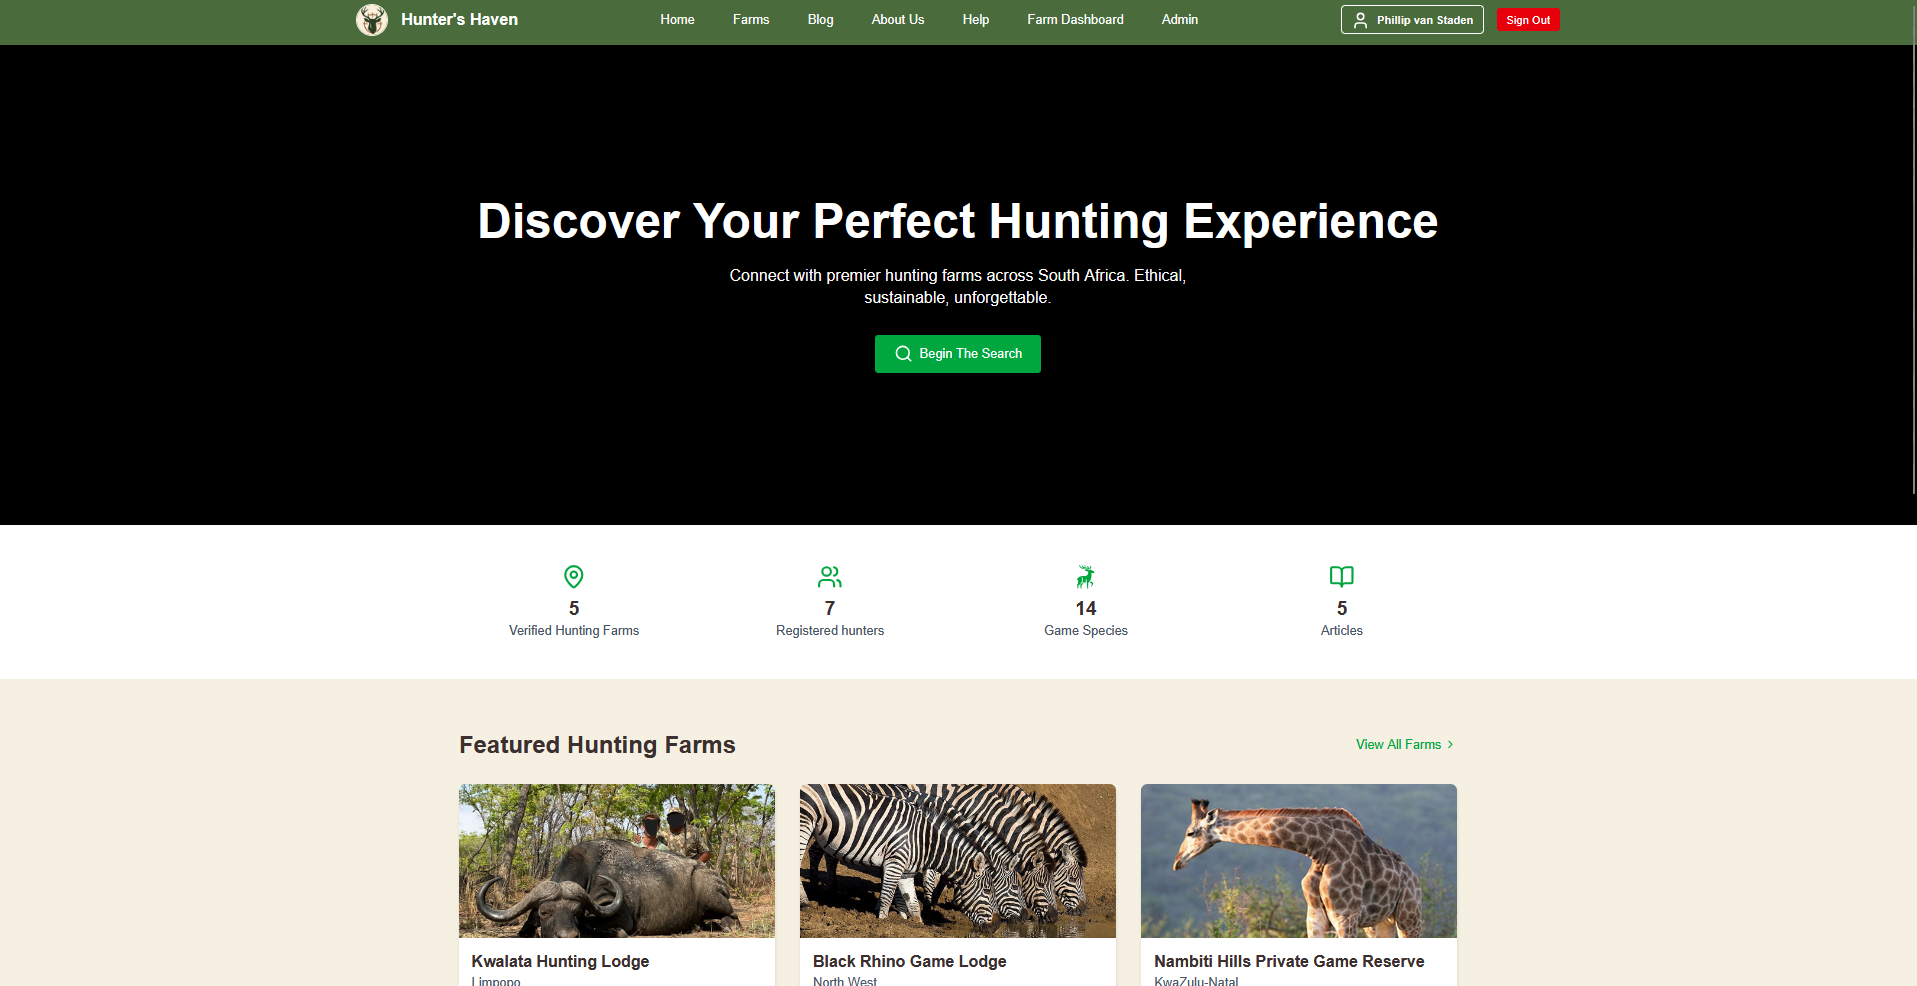 Hunter's Haven
Home
Farms
Blog
About Us
Help
Farm Dashboard
Admin
Phillip van Staden
Sign Out
Discover Your Perfect Hunting Experience
Connect with premier hunting farms across South Africa. Ethical,
sustainable, unforgettable.
Begin The Search
5
Verified Hunting Farms
7
Registered hunters
14
Game Species
5
Articles
Featured Hunting Farms
View All Farms
Kwalata Hunting Lodge
Limpopo
Black Rhino Game Lodge
North West
Nambiti Hills Private Game Reserve
KwaZulu-Natal